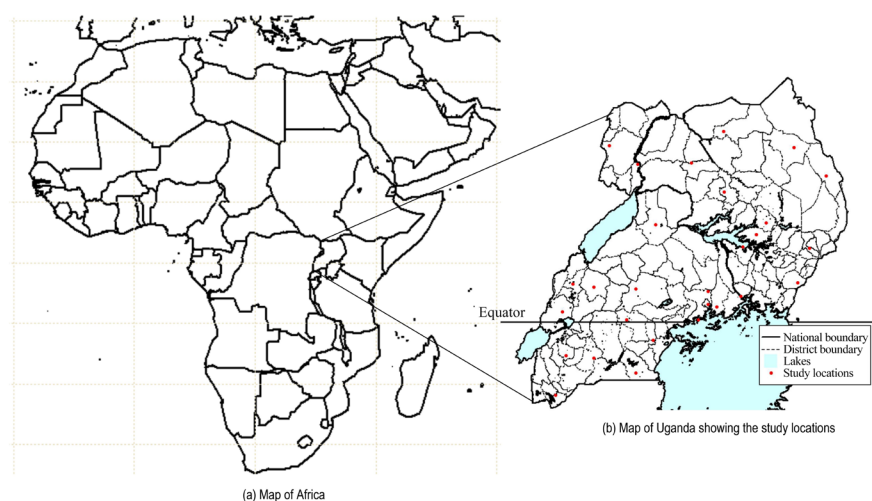 Equator
National boundary
District boundary
Lakes
Study locations
(b) Map of Uganda showing the study locations
(a) Map of Africa